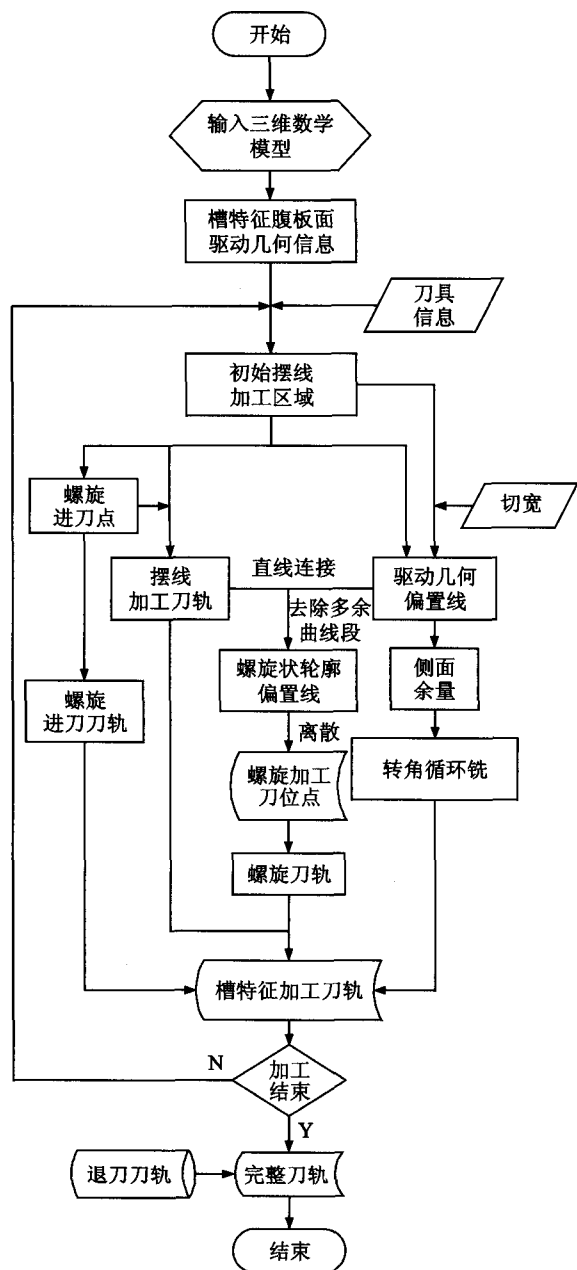 开始
输入三维数学
模型
槽特征腹板面
驱动几何信息
刀具
信息
初始摆线
加工区域
螺旋
进刀点
切宽
摆线
加工刀轨
直线连接
驱动几何
偏置线
去除多余
曲线段
螺旋状轮廓
偏置线
侧面
余量
螺旋
进刀刀轨
离散
转角循环铣
螺旋加工
刀位点
螺旋刀轨
槽特征加工刀轨
N
加工
结束
Y
退刀刀轨
完整刀轨
结束